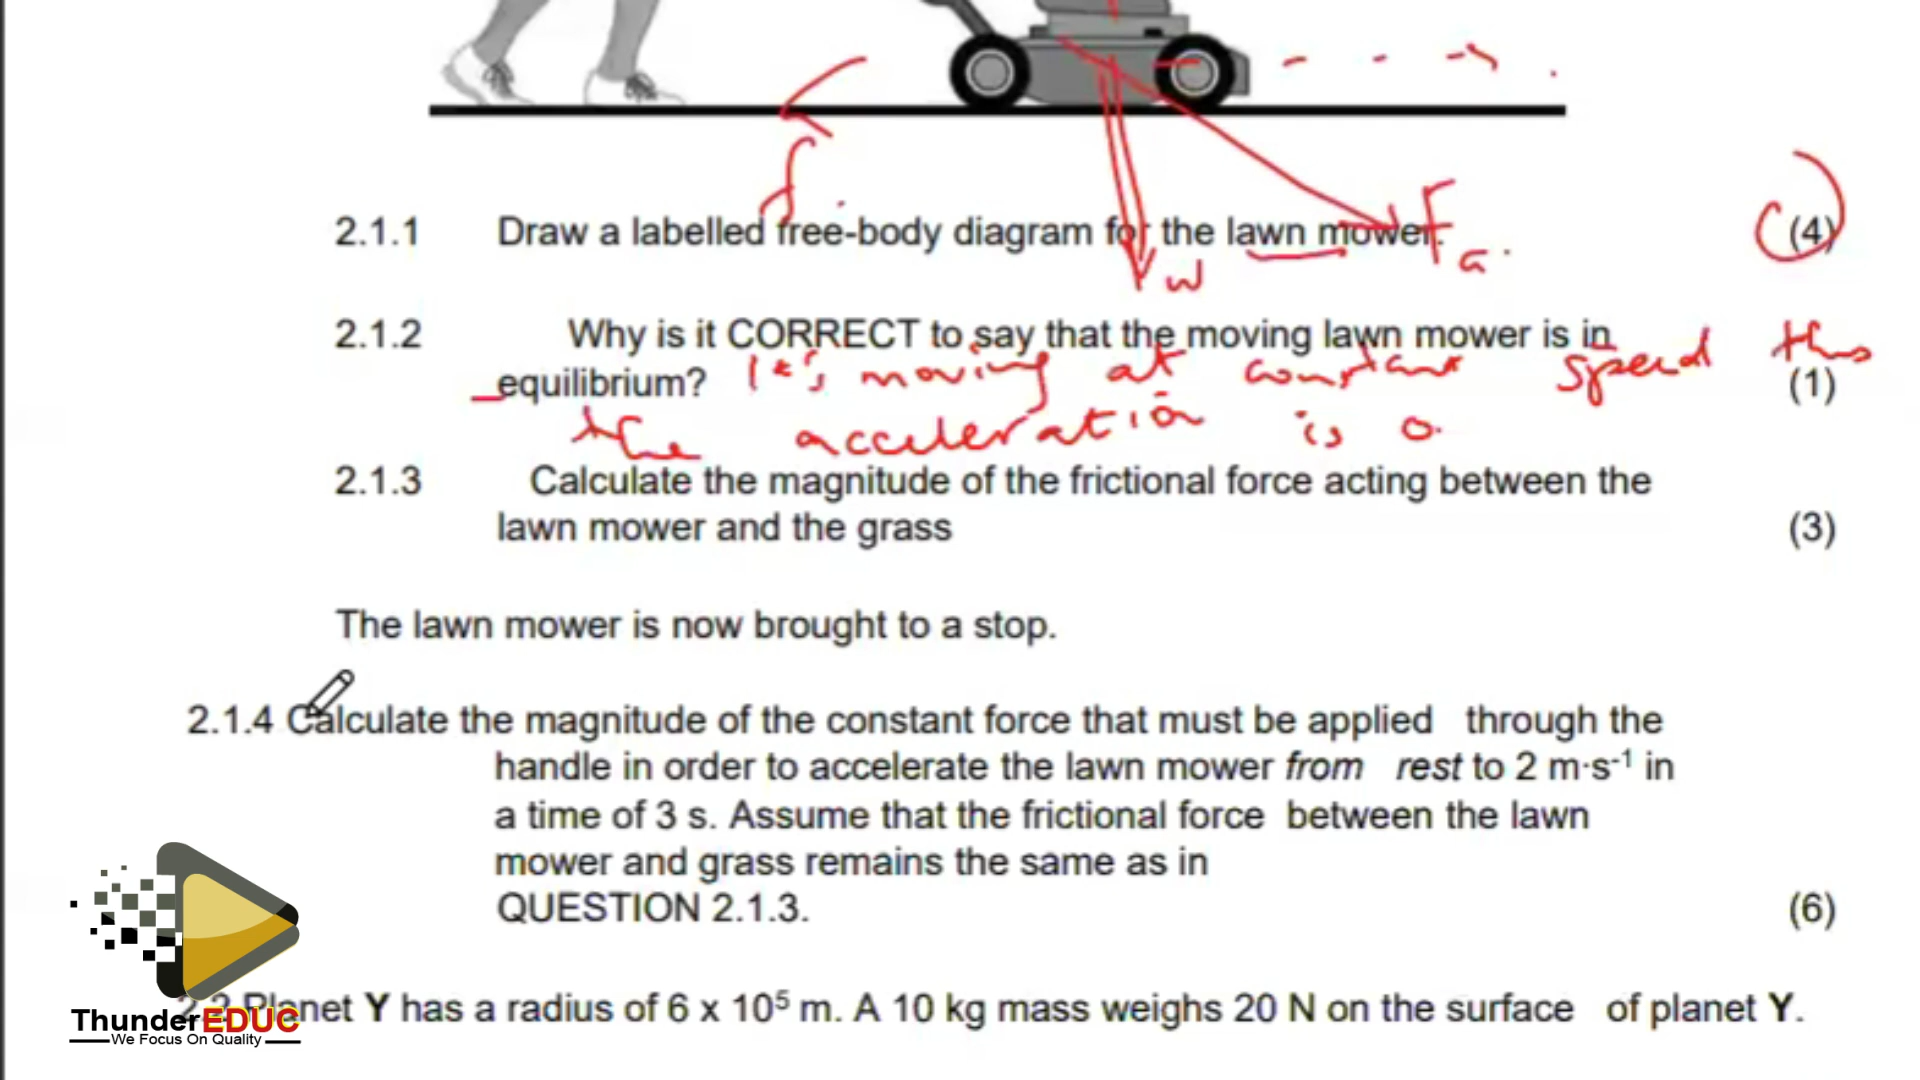 f
2.1.1 Draw a labelled free-body diagram for the lawn mower. (4)
Fa.
w
2.1.2 Why is it CORRECT to say that the moving lawn mower is in
equilibrium? (1)
It's moving at constant speed thus
the acceleration is 0.
2.1.3 Calculate the magnitude of the frictional force acting between the
lawn mower and the grass (3)
The lawn mower is now brought to a stop.
2.1.4 Calculate the magnitude of the constant force that must be applied through the
handle in order to accelerate the lawn mower from rest to 2 m·s-1 in
a time of 3 s. Assume that the frictional force between the lawn
mower and grass remains the same as in
QUESTION 2.1.3. (6)
2.2 Planet Y has a radius of 6 x 10⁵ m. A 10 kg mass weighs 20 N on the surface of planet Y.
ThunderEDUC
We Focus On Quality